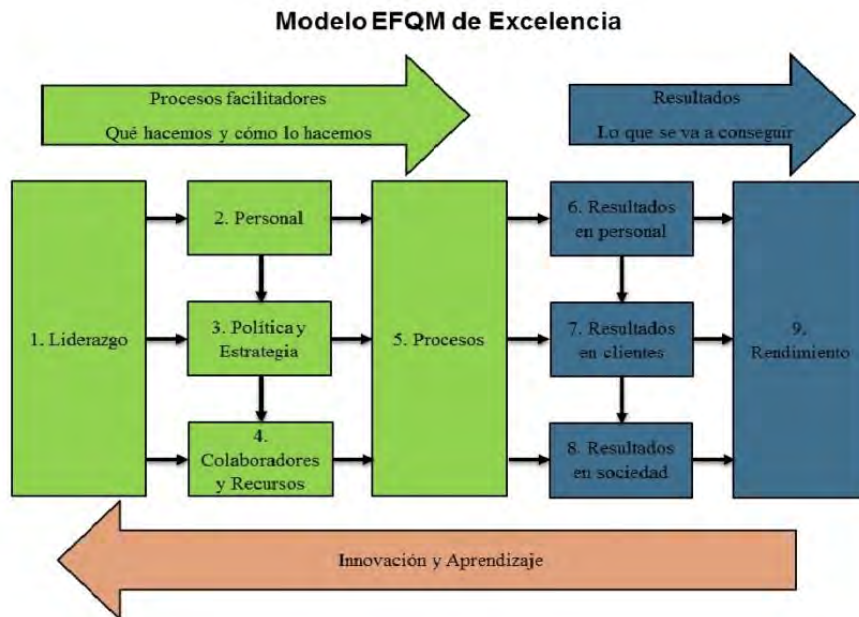 Modelo EFQM de Excelencia
Procesos facilitadores
Qué hacemos y cómo lo hacemos
Resultados
Lo que se va a conseguir
1. Liderazgo
2. Personal
3. Política y
Estrategia
4.
Colaboradores
y Recursos
5. Procesos
6. Resultados
en personal
7. Resultados
en clientes
8. Resultados
en sociedad
9.
Rendimiento
Innovación y Aprendizaje